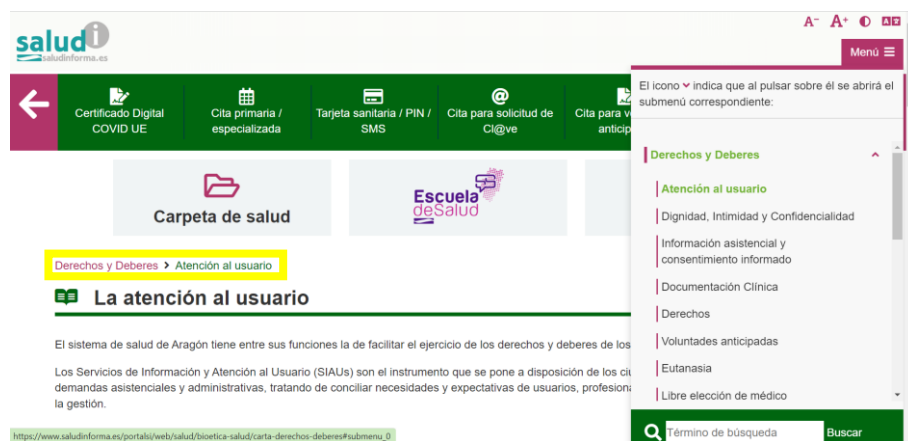 A- A+
salud i
saludinforma.es
Menú
Certificado Digital
COVID UE
Cita primaria /
especializada
Tarjeta sanitaria / PIN /
SMS
Cita para solicitud de
Cl@ve
Cita para
anticip
El icono indica que al pulsar sobre él se abrirá el
submenú correspondiente:
Derechos y Deberes
Atención al usuario
Dignidad, Intimidad y Confidencialidad
Información asistencial y
consentimiento informado
Documentación Clínica
Derechos
Voluntades anticipadas
Eutanasia
Libre elección de médico
Término de búsqueda
Buscar
Carpeta de salud
Escuela
deSalud
Derechos y Deberes > Atención al usuario
La atención al usuario
El sistema de salud de Aragón tiene entre sus funciones la de facilitar el ejercicio de los derechos y deberes de los
Los Servicios de Información y Atención al Usuario (SIAUs) son el instrumento que se pone a disposición de los
demandas asistenciales y administrativas, tratando de conciliar necesidades y expectativas de usuarios,
la gestión.
https://www.saludinforma.es/portalsi/web/salud/bioetica-salud/carta-derechos-deberes#submenu_0